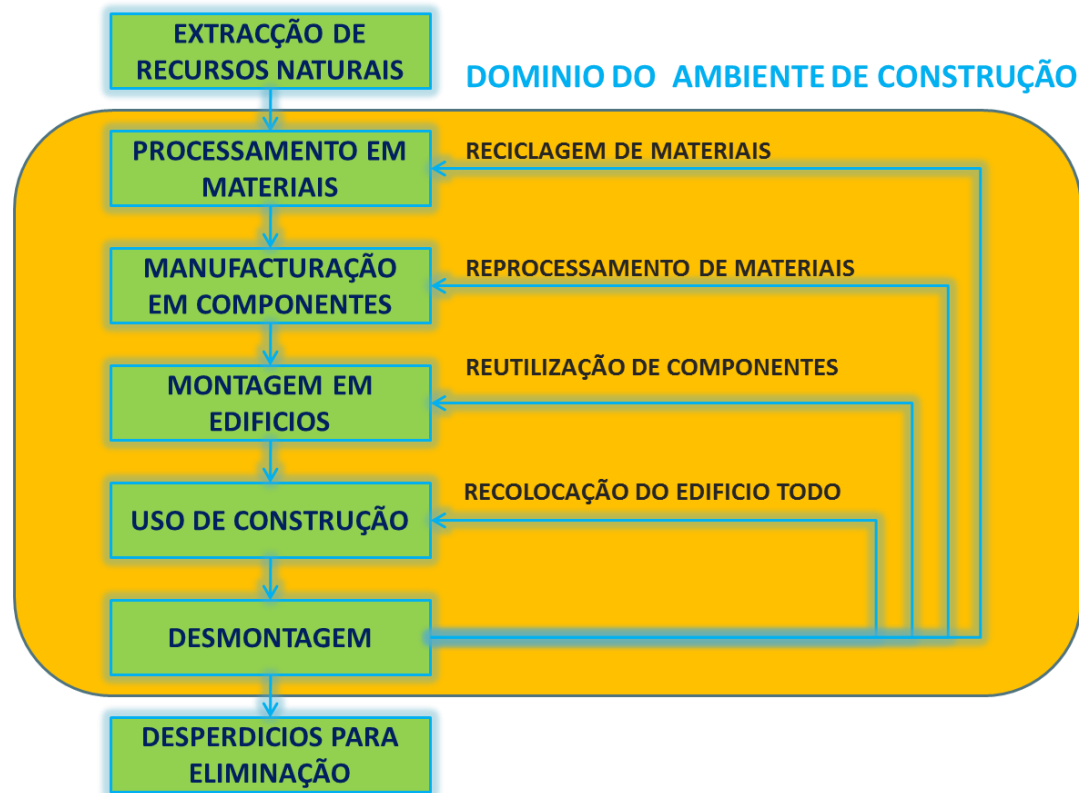 EXTRACÇÃO DE
RECURSOS NATURAIS
DOMINIO DO AMBIENTE DE CONSTRUÇÃO
PROCESSAMENTO EM
MATERIAIS
RECICLAGEM DE MATERIAIS
MANUFACTURAÇÃO
EM COMPONENTES
REPROCESSAMENTO DE MATERIAIS
MONTAGEM EM
EDIFICIOS
REUTILIZAÇÃO DE COMPONENTES
USO DE CONSTRUÇÃO
RECOLOCAÇÃO DO EDIFICIO TODO
DESMONTAGEM
DESPERDICIOS PARA
ELIMINAÇÃO